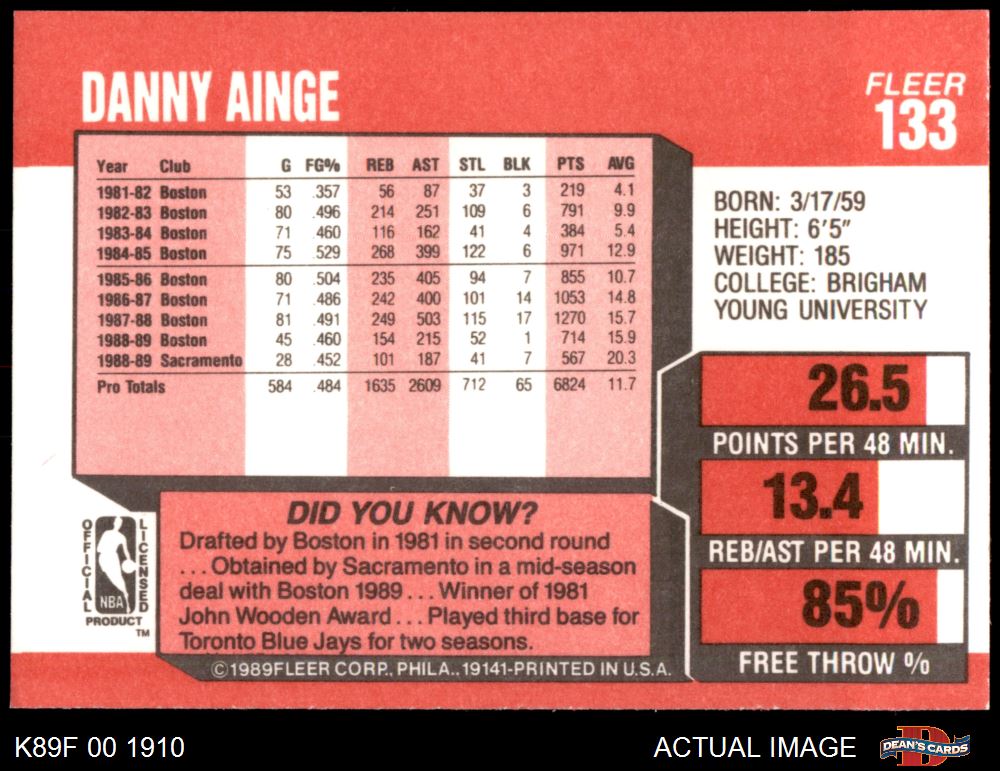 DANNY AINGE
FLEER
133
Year Club G FG% REB AST STL BLK PTS AVG
1981-82 Boston 53 .357 56 87 37 3 219 4.1
1982-83 Boston 80 .496 214 251 109 6 791 9.9
1983-84 Boston 71 .460 116 162 41 4 384 5.4
1984-85 Boston 75 .529 268 399 122 6 971 12.9
1985-86 Boston 80 .504 235 405 94 7 855 10.7
1986-87 Boston 71 .486 242 400 101 14 1053 14.8
1987-88 Boston 81 .491 249 503 115 17 1270 15.7
1988-89 Boston 45 .460 154 215 52 1 714 15.9
1988-89 Sacramento 28 .452 101 187 41 7 567 20.3
Pro Totals 584 .484 1635 2609 712 65 6824 11.7
BORN: 3/17/59
HEIGHT: 6'5"
WEIGHT: 185
COLLEGE: BRIGHAM
YOUNG UNIVERSITY
26.5
POINTS PER 48 MIN.
13.4
REB/AST PER 48 MIN.
85%
FREE THROW %
OFFICIAL
NBA
LICENSED
PRODUCT
TM
DID YOU KNOW?
Drafted by Boston in 1981 in second round
. . . Obtained by Sacramento in a mid-season
deal with Boston 1989 . . . Winner of 1981
John Wooden Award . . . Played third base for
Toronto Blue Jays for two seasons.
©1989FLEER CORP., PHILA., 19141-PRINTED IN U.S.A.
K89F 00 1910
ACTUAL IMAGE
DEAN'S CARDS